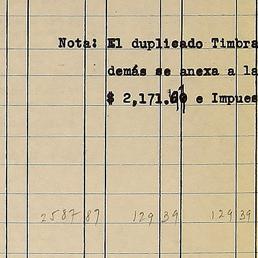 Nota: El duplicado Timbra
demás se anexa a la
$ 2,171.60 e Impues
2587 87 129 39 129 39